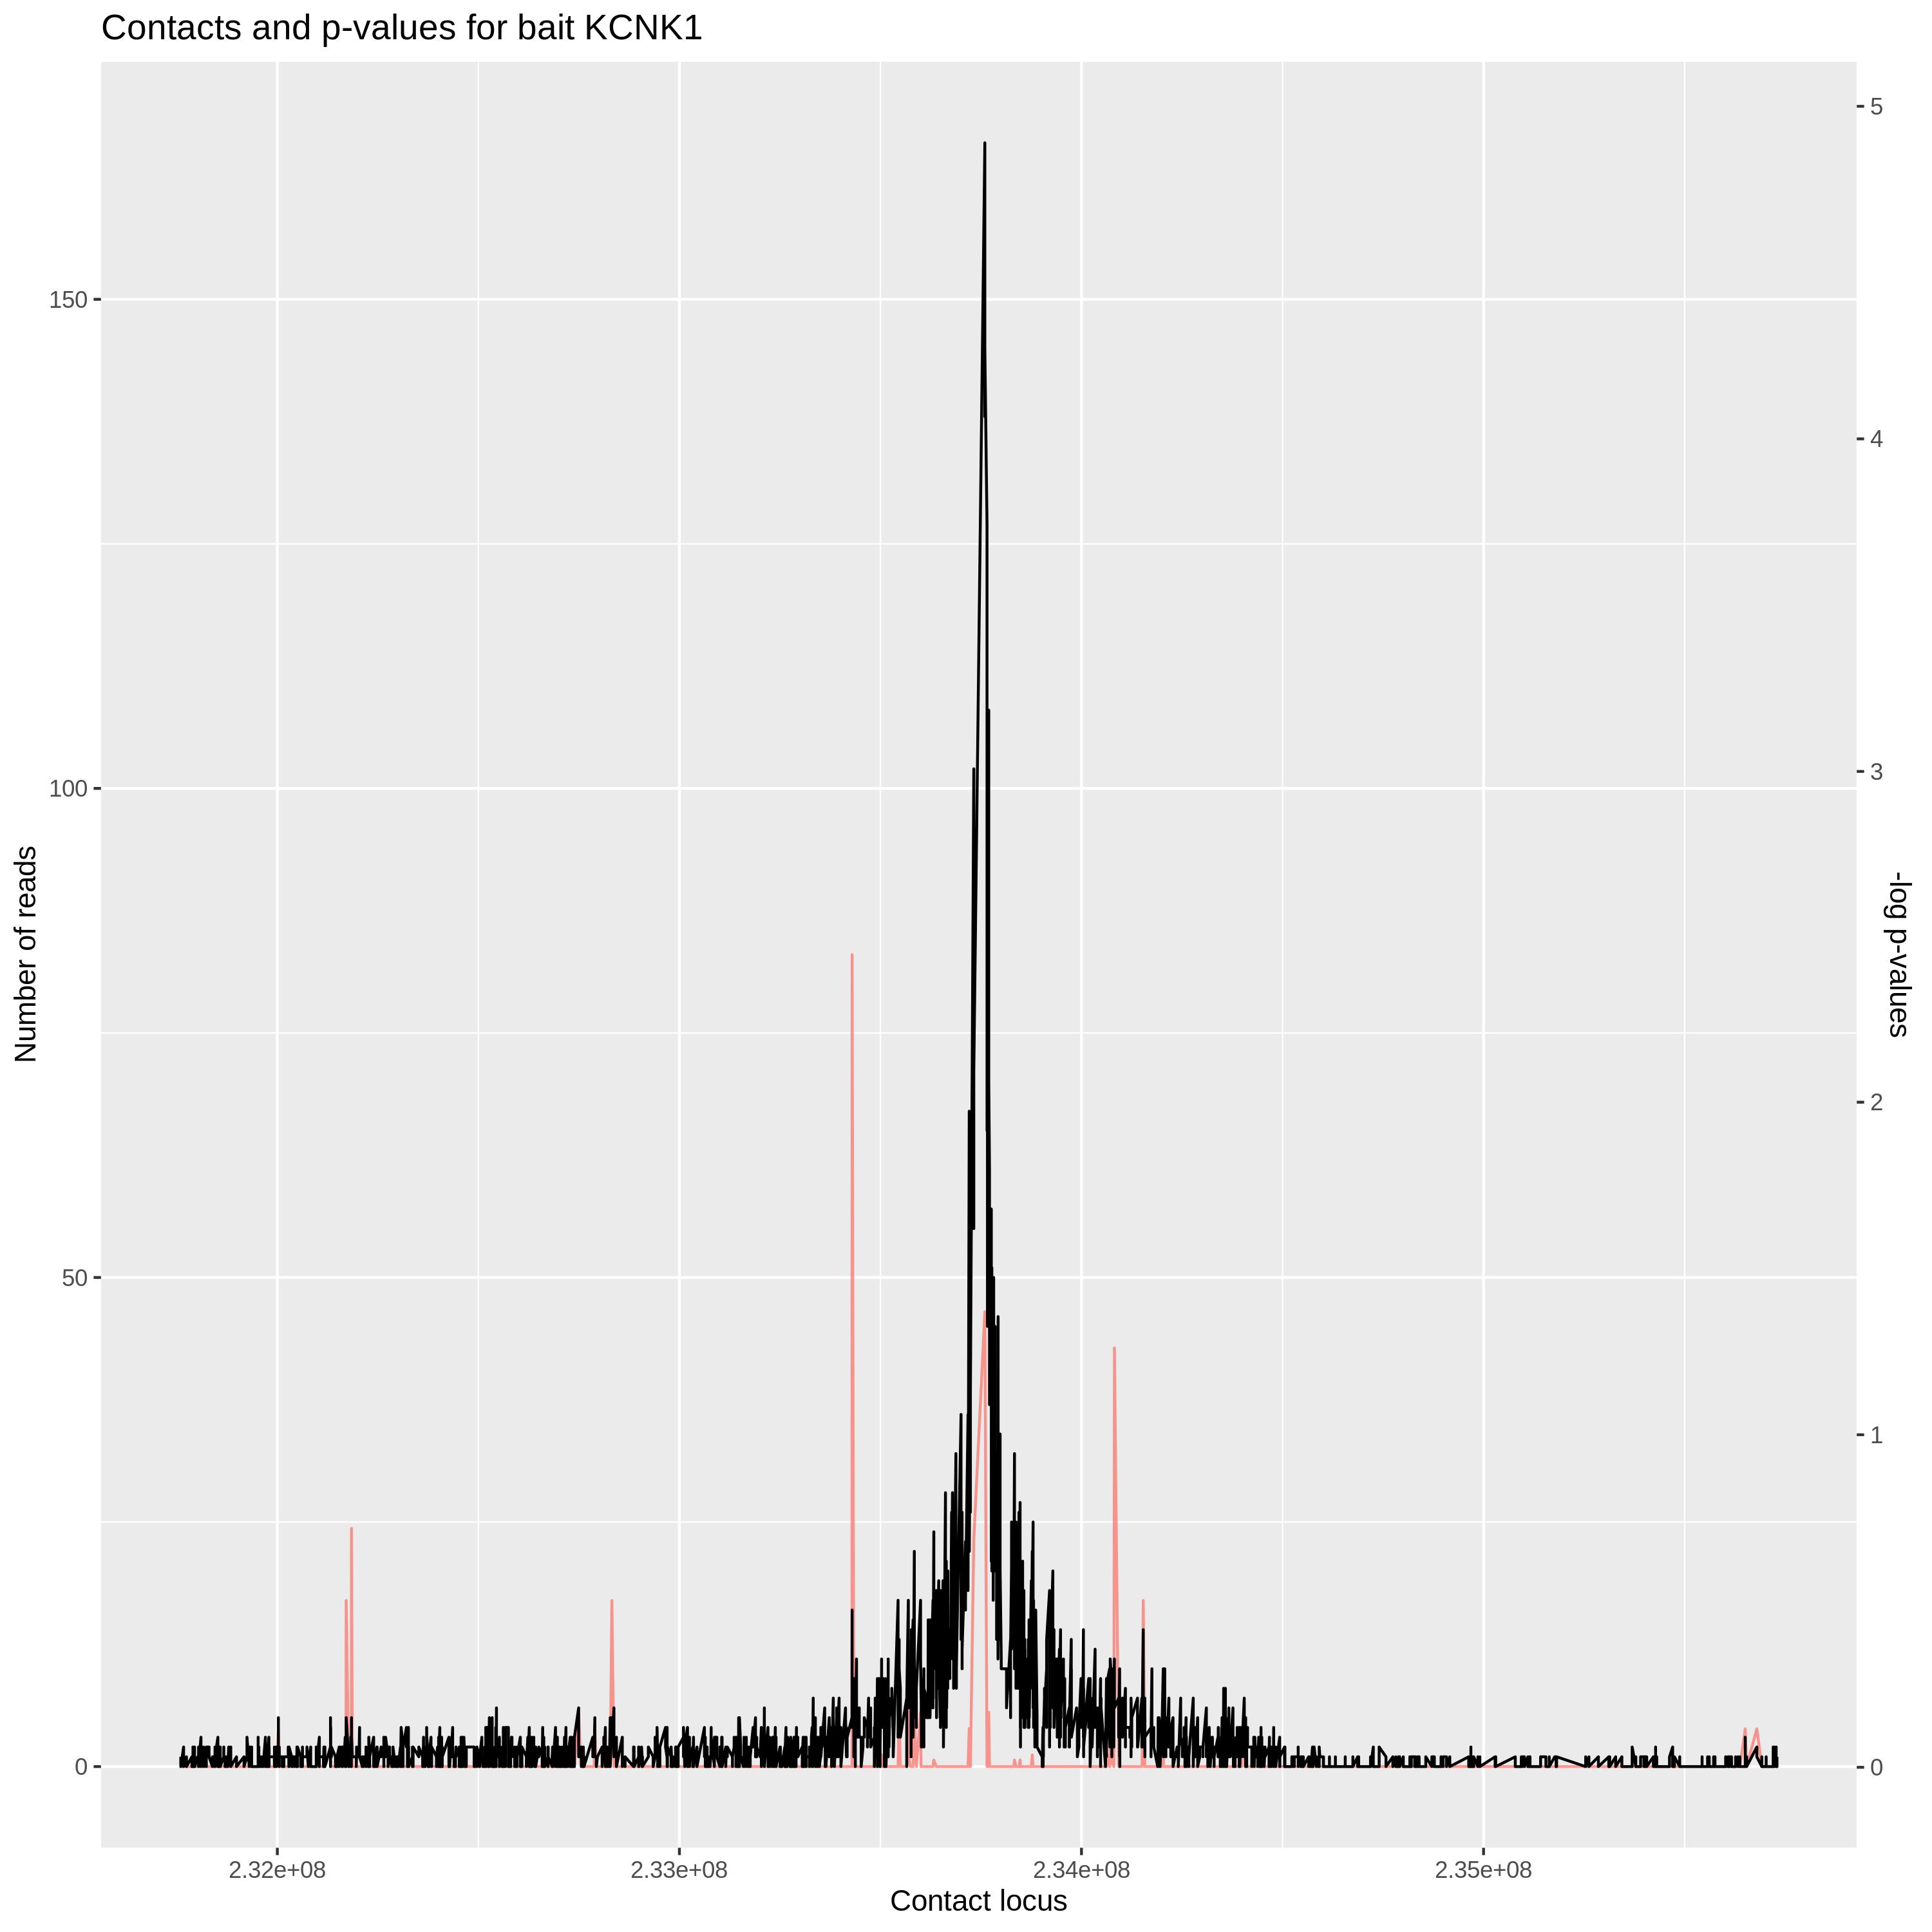 Contacts and p-values for bait KCNK1
Number of reads
150
100
50
0
5
4
3
2
1
0
-log p-values
2.32e+08
2.33e+08
2.34e+08
2.35e+08
Contact locus